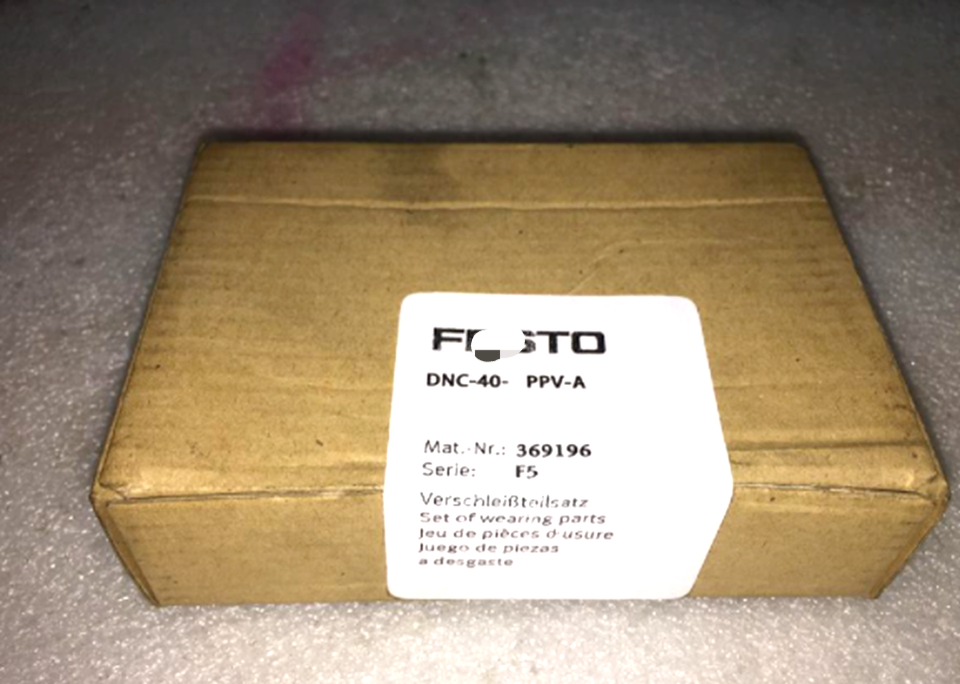 FESTO
DNC-40- PPV-A
Mat.-Nr.: 369196
Serie: F5
Verschleißteilsatz
Set of wearing parts
Jeu de pièces d'usure
Juego de piezas
a desgaste